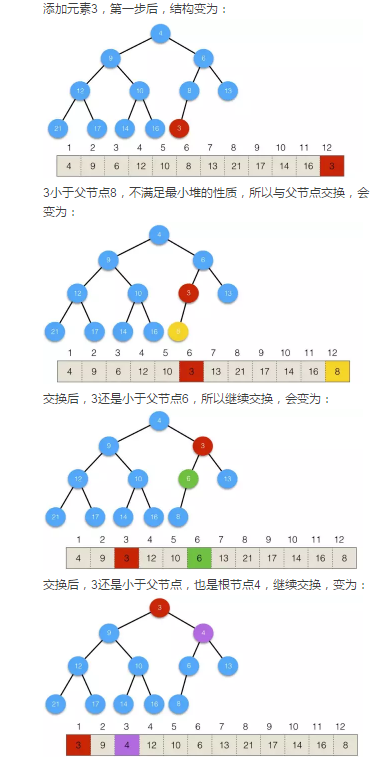 添加元素3，第一步后，结构变为：
4
9 6
12 10 8 13
21 17 14 16 3
1 2 3 4 5 6 7 8 9 10 11 12
4 9 6 12 10 8 13 21 17 14 16 3
3小于父节点8，不满足最小堆的性质，所以与父节点交换，会
变为：
4
9 6
12 10 3 13
21 17 14 16 8
1 2 3 4 5 6 7 8 9 10 11 12
4 9 6 12 10 3 13 21 17 14 16 8
交换后，3还是小于父节点6，所以继续交换，会变为：
4
9 3
12 10 6 13
21 17 14 16 8
1 2 3 4 5 6 7 8 9 10 11 12
4 9 3 12 10 6 13 21 17 14 16 8
交换后，3还是小于父节点，也是根节点4，继续交换，变为：
3
9 4
12 10 6 13
21 17 14 16 8
1 2 3 4 5 6 7 8 9 10 11 12
3 9 4 12 10 6 13 21 17 14 16 8